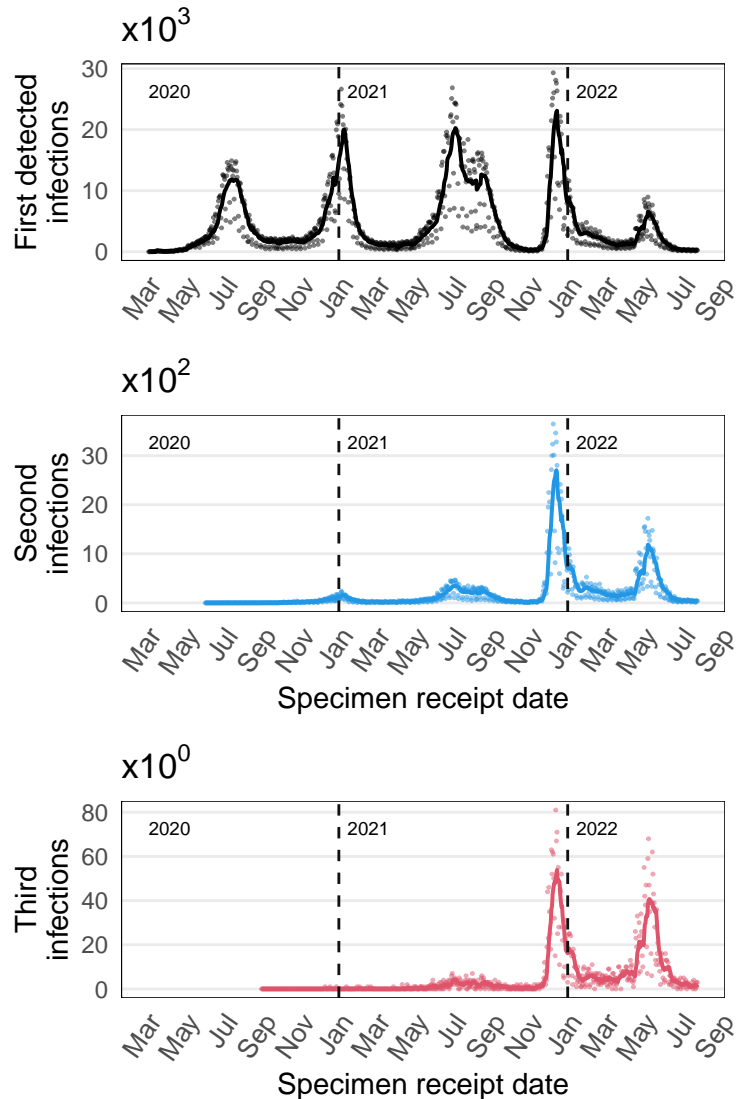 x10^3
First detected
infections
30
20
10
0
2020
2021
2022
Mar May Jul Sep Nov Jan Mar May Jul Sep Nov Jan Mar May Jul Sep
x10^2
Second
infections
30
20
10
0
2020
2021
2022
Mar May Jul Sep Nov Jan Mar May Jul Sep Nov Jan Mar May Jul Sep
Specimen receipt date
x10^0
Third
infections
80
60
40
20
0
2020
2021
2022
Mar May Jul Sep Nov Jan Mar May Jul Sep Nov Jan Mar May Jul Sep
Specimen receipt date